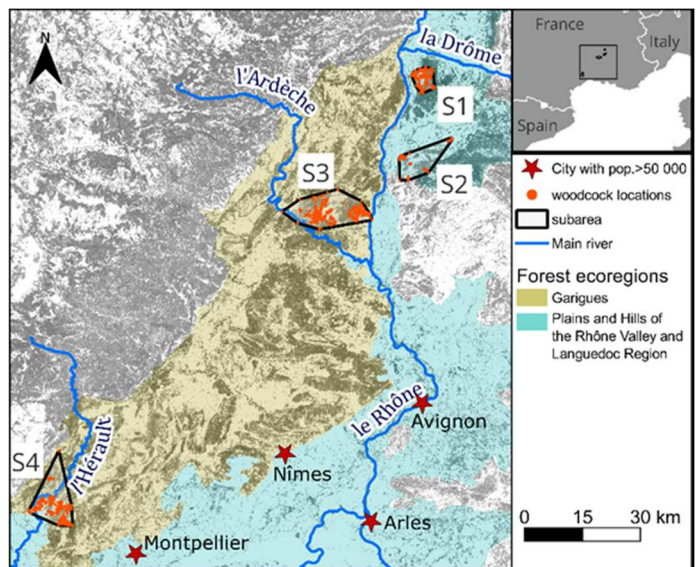 N
la Drôme
l'Ardèche
S1
S2
S3
le Rhône
Avignon
l'Hérault
S4
Nîmes
Arles
Montpellier
France
Italy
Spain
City with pop.>50 000
woodcock locations
subarea
Main river
Forest ecoregions
Garigues
Plains and Hills of
the Rhône Valley and
Languedoc Region
0 15 30 km